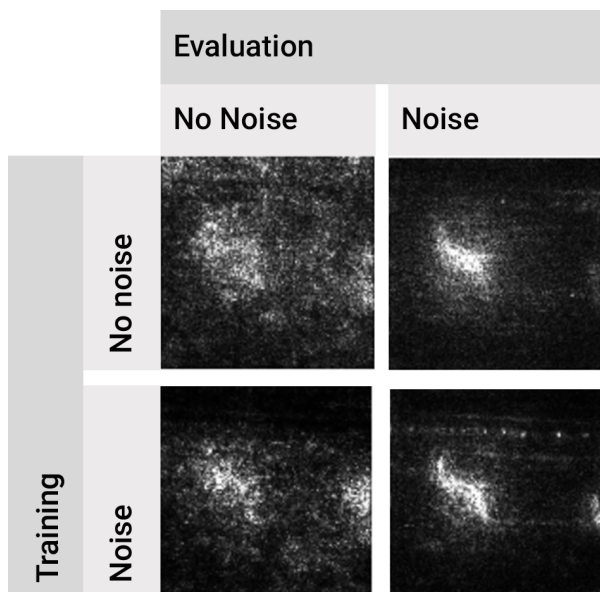 Evaluation
No Noise
Noise
No noise
Training
Noise